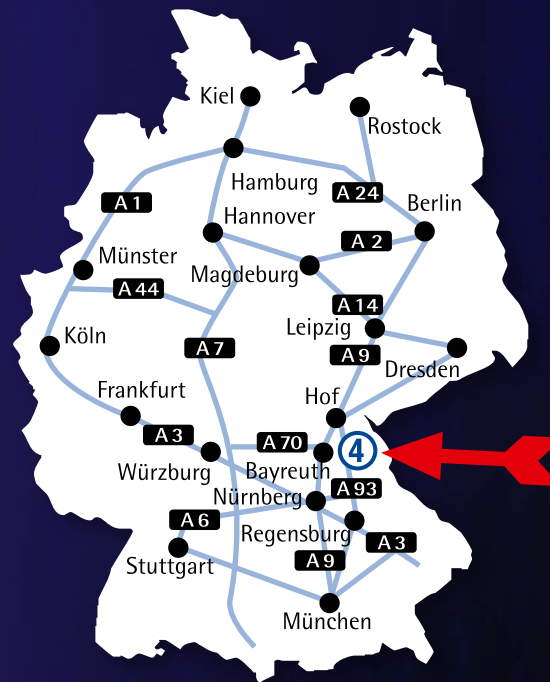 Kiel
Rostock
Hamburg
A 24
A 1
Berlin
Hannover
A 2
Münster
Magdeburg
A 44
A 14
Leipzig
Köln
A 7
A 9
Dresden
Frankfurt
Hof
A 3
A 70
4
Würzburg
Bayreuth
A 93
Nürnberg
A 6
Regensburg
A 3
Stuttgart
A 9
München